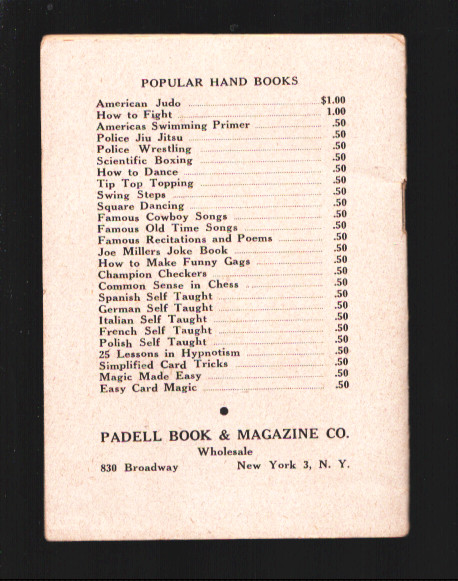 POPULAR HAND BOOKS
American Judo $1.00
How to Fight 1.00
Americas Swimming Primer .50
Police Jiu Jitsu .50
Police Wrestling .50
Scientific Boxing .50
How to Dance .50
Tip Top Topping .50
Swing Steps .50
Square Dancing .50
Famous Cowboy Songs .50
Famous Old Time Songs .50
Famous Recitations and Poems .50
Joe Millers Joke Book .50
How to Make Funny Gags .50
Champion Checkers .50
Common Sense in Chess .50
Spanish Self Taught .50
German Self Taught .50
Italian Self Taught .50
French Self Taught .50
Polish Self Taught .50
25 Lessons in Hypnotism .50
Simplified Card Tricks .50
Magic Made Easy .50
Easy Card Magic .50
PADELL BOOK & MAGAZINE CO.
Wholesale
830 Broadway New York 3, N. Y.